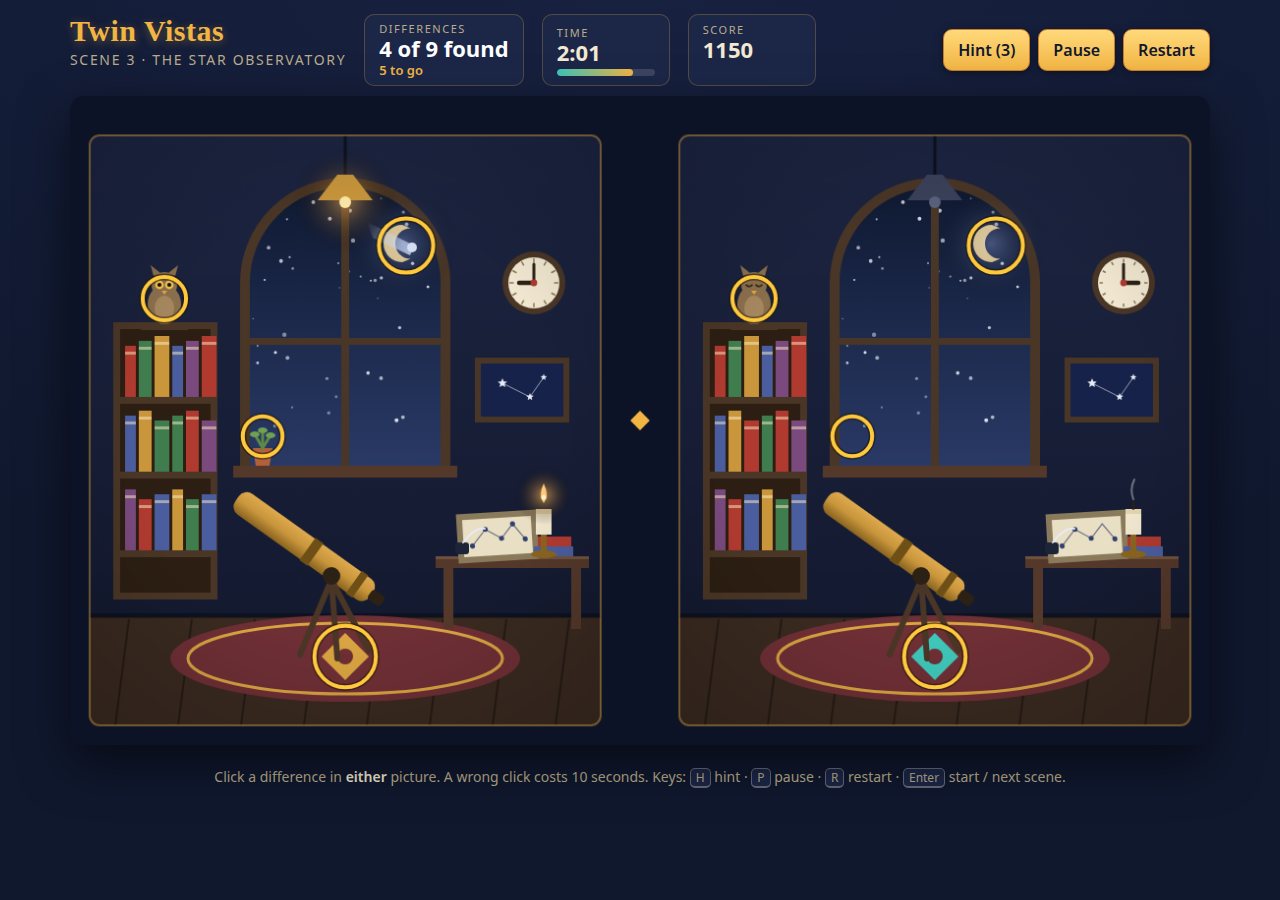 Twin Vistas
SCENE 3 · THE STAR OBSERVATORY
DIFFERENCES
4 of 9 found
5 to go
TIME
2:01
SCORE
1150
Hint (3)
Pause
Restart
Click a difference in either picture. A wrong click costs 10 seconds. Keys: H hint · P pause · R restart · Enter start / next scene.